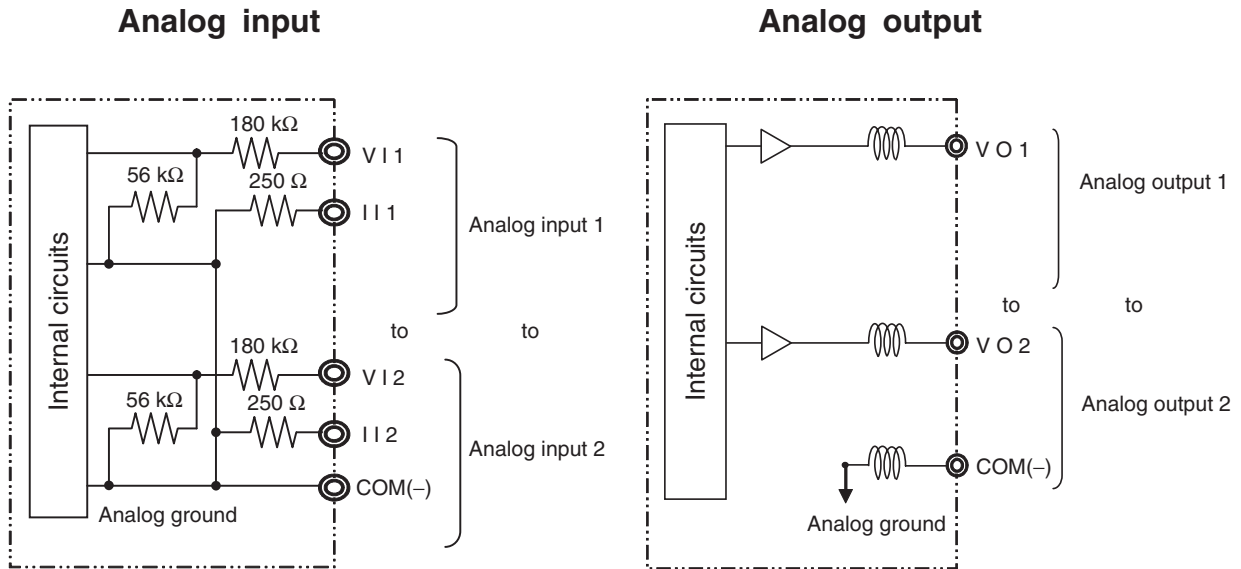 Analog input
Analog output
180 kΩ
V I 1
56 kΩ
250 Ω
I I 1
Analog input 1
Internal circuits
to
to
180 kΩ
V I 2
56 kΩ
250 Ω
I I 2
Analog input 2
COM(–)
Analog ground
V O 1
Analog output 1
Internal circuits
to
to
V O 2
Analog output 2
COM(–)
Analog ground